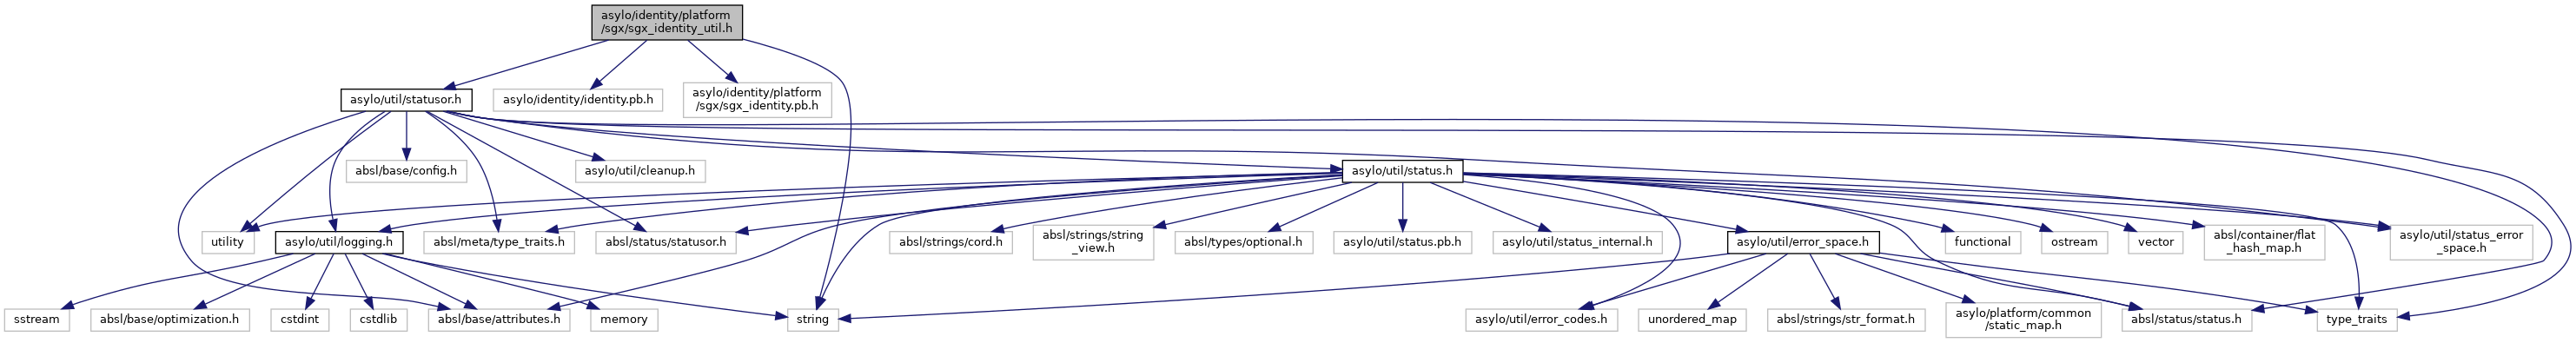 asylo/identity/platform
/sgx/sgx_identity_util.h
asylo/util/statusor.h
asylo/identity/identity.pb.h
asylo/identity/platform
/sgx/sgx_identity.pb.h
absl/base/config.h
asylo/util/cleanup.h
asylo/util/status.h
utility
asylo/util/logging.h
absl/meta/type_traits.h
absl/status/statusor.h
absl/strings/cord.h
absl/strings/string
_view.h
absl/types/optional.h
asylo/util/status.pb.h
asylo/util/status_internal.h
asylo/util/error_space.h
functional
ostream
vector
absl/container/flat
_hash_map.h
asylo/util/status_error
_space.h
sstream
absl/base/optimization.h
cstdint
cstdlib
absl/base/attributes.h
memory
string
asylo/util/error_codes.h
unordered_map
absl/strings/str_format.h
asylo/platform/common
/static_map.h
absl/status/status.h
type_traits